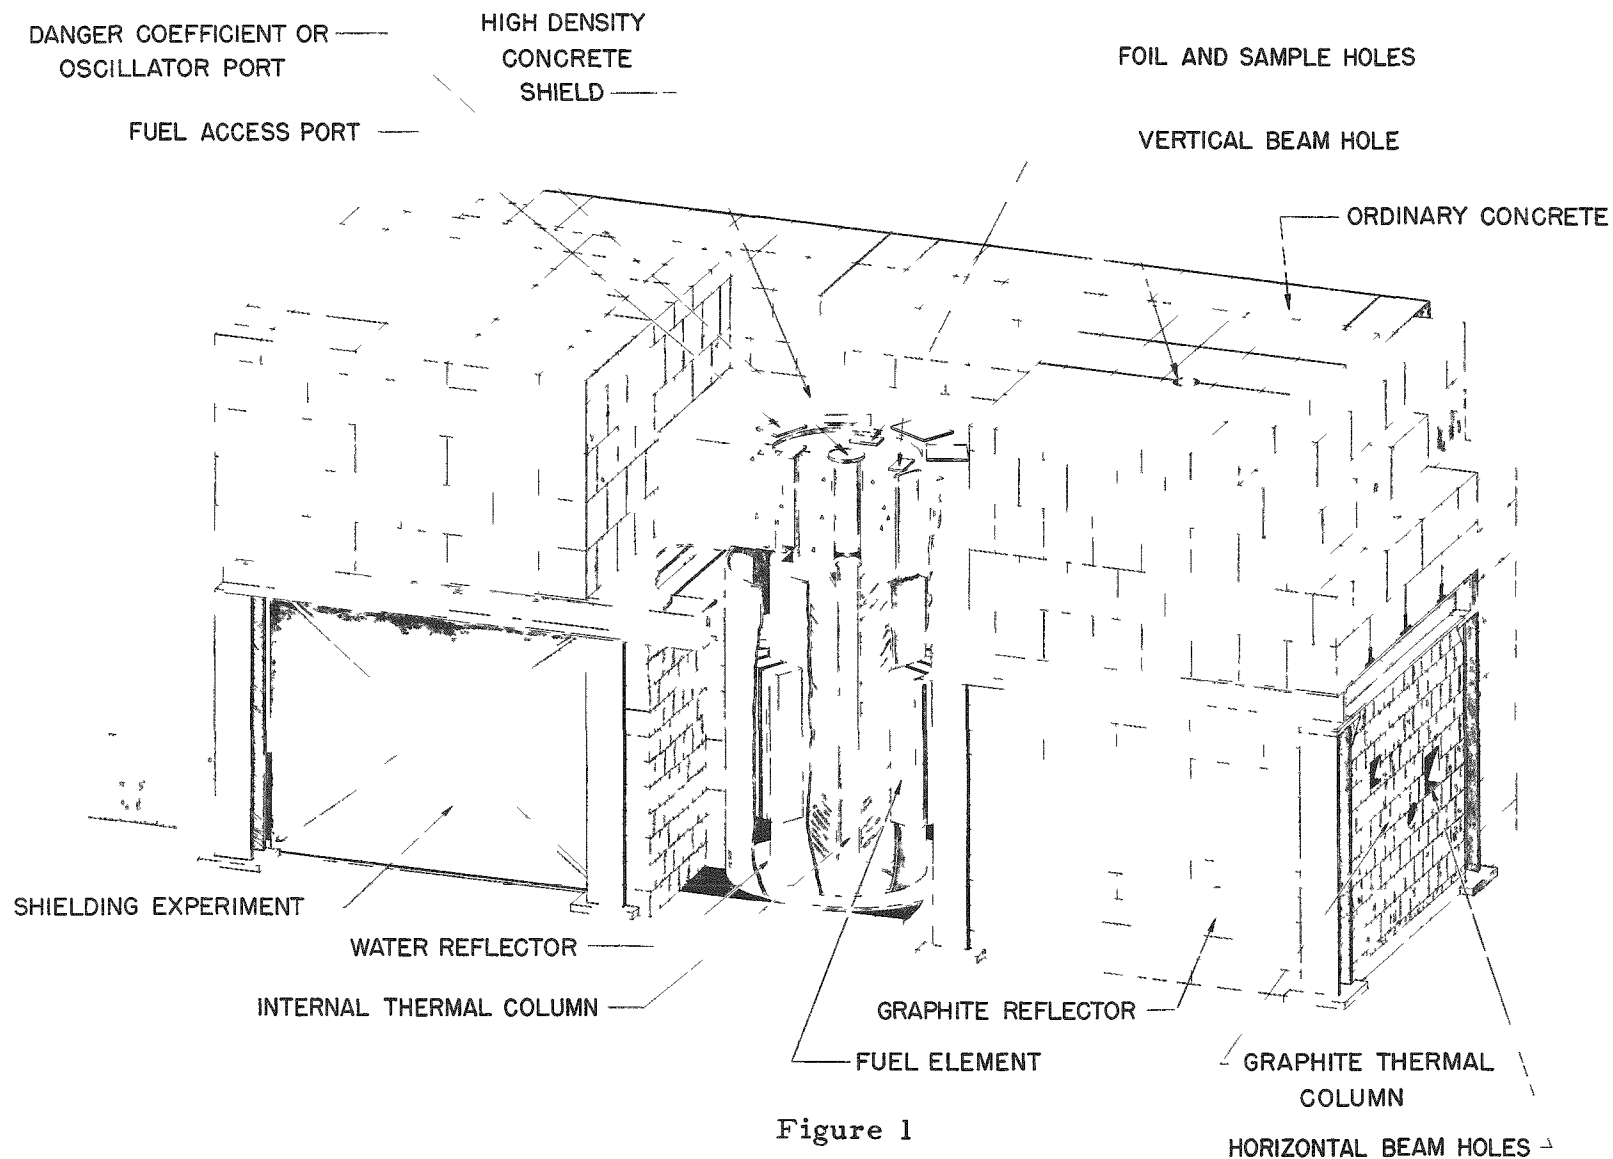 DANGER COEFFICIENT OR
OSCILLATOR PORT
HIGH DENSITY
CONCRETE
SHIELD
FOIL AND SAMPLE HOLES
FUEL ACCESS PORT
VERTICAL BEAM HOLE
ORDINARY CONCRETE
SHIELDING EXPERIMENT
WATER REFLECTOR
INTERNAL THERMAL COLUMN
GRAPHITE REFLECTOR
FUEL ELEMENT
GRAPHITE THERMAL
COLUMN
HORIZONTAL BEAM HOLES
Figure 1